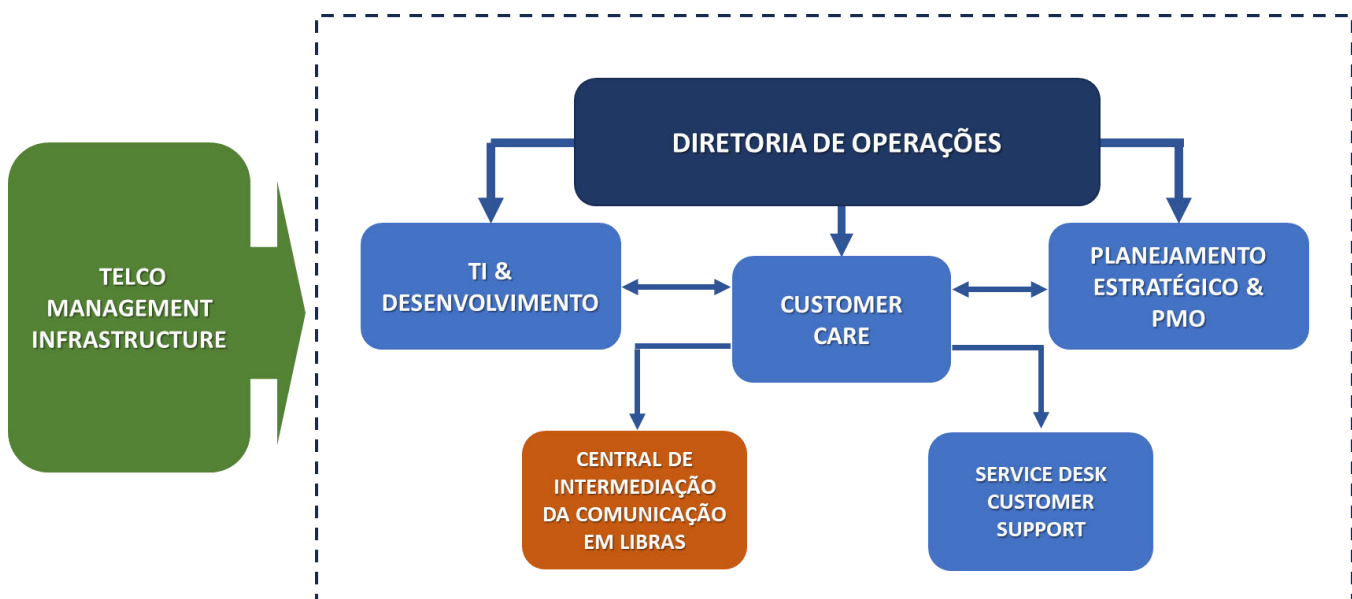 DIRETORIA DE OPERAÇÕES
TELCO
MANAGEMENT
INFRASTRUCTURE
TI &
DESENVOLVIMENTO
CUSTOMER
CARE
PLANEJAMENTO
ESTRATÉGICO &
PMO
CENTRAL DE
INTERMEDIAÇÃO
DA COMUNICAÇÃO
EM LIBRAS
SERVICE DESK
CUSTOMER
SUPPORT